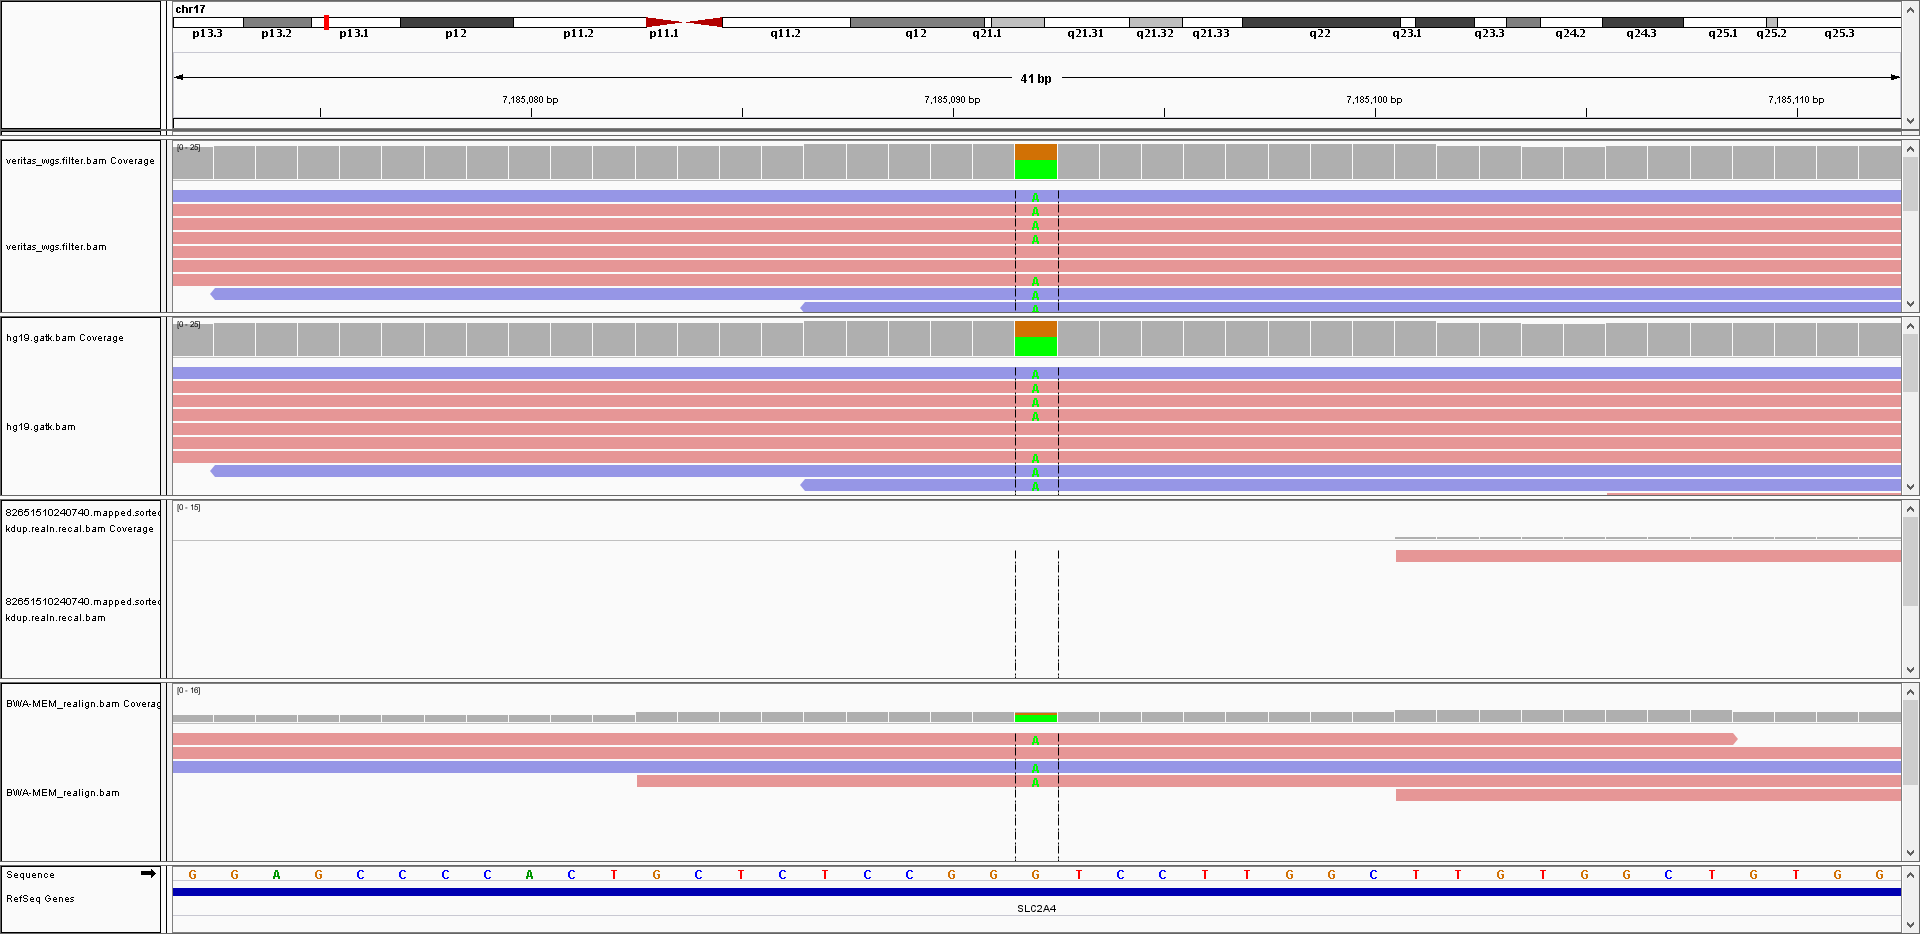 chr17
p13.3 p13.2 p13.1 p12 p11.2 p11.1 q11.2 q12 q21.1 q21.31 q21.32 q21.33 q22 q23.1 q23.3 q24.2 q24.3 q25.1 q25.2 q25.3
41 bp
7,185,080 bp 7,185,090 bp 7,185,100 bp 7,185,110 bp
[0 - 25]
veritas_wgs.filter.bam Coverage
A
A
A
A
veritas_wgs.filter.bam
A
A
A
[0 - 25]
hg19.gatk.bam Coverage
A
A
A
A
hg19.gatk.bam
A
A
A
[0 - 15]
82651510240740.mapped.sorted
kdup.realn.recal.bam Coverage
82651510240740.mapped.sorted
kdup.realn.recal.bam
[0 - 16]
BWA-MEM_realign.bam Coverag
A
A
A
BWA-MEM_realign.bam
Sequence G G A G C C C C A C T G C T C T C C G G G T C C T T G G C T T G T G G C T G T G G
RefSeq Genes
SLC2A4